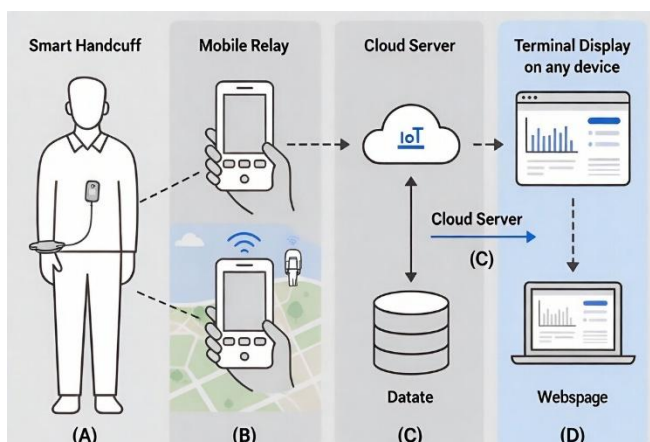 Smart Handcuff
Mobile Relay
Cloud Server
Terminal Display
on any device
IoT
Cloud Server
(C)
Datate
Webspage
(A)
(B)
(C)
(D)